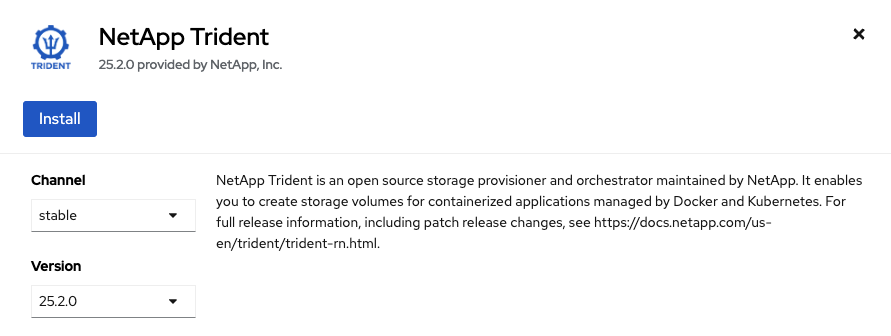 NetApp Trident
25.2.0 provided by NetApp, Inc.
TRIDENT
Install
Channel
stable
Version
25.2.0
NetApp Trident is an open source storage provisioner and orchestrator maintained by NetApp. It enables
you to create storage volumes for containerized applications managed by Docker and Kubernetes. For
full release information, including patch release changes, see https://docs.netapp.com/us-
en/trident/trident-rn.html.